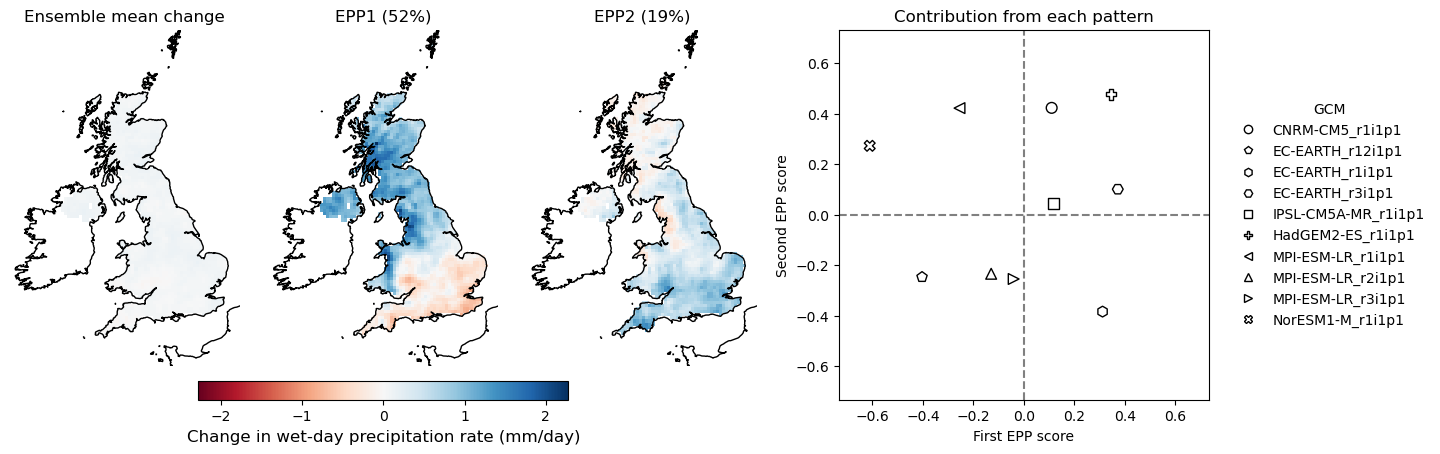 Ensemble mean change
EPP1 (52%)
EPP2 (19%)
−2 −1 0 1 2
Change in wet-day precipitation rate (mm/day)
Contribution from each pattern
Second EPP score
0.6
0.4
0.2
0.0
−0.2
−0.4
−0.6
−0.6 −0.4 −0.2 0.0 0.2 0.4 0.6
First EPP score
GCM
CNRM-CM5_r1i1p1
EC-EARTH_r12i1p1
EC-EARTH_r1i1p1
EC-EARTH_r3i1p1
IPSL-CM5A-MR_r1i1p1
HadGEM2-ES_r1i1p1
MPI-ESM-LR_r1i1p1
MPI-ESM-LR_r2i1p1
MPI-ESM-LR_r3i1p1
NorESM1-M_r1i1p1